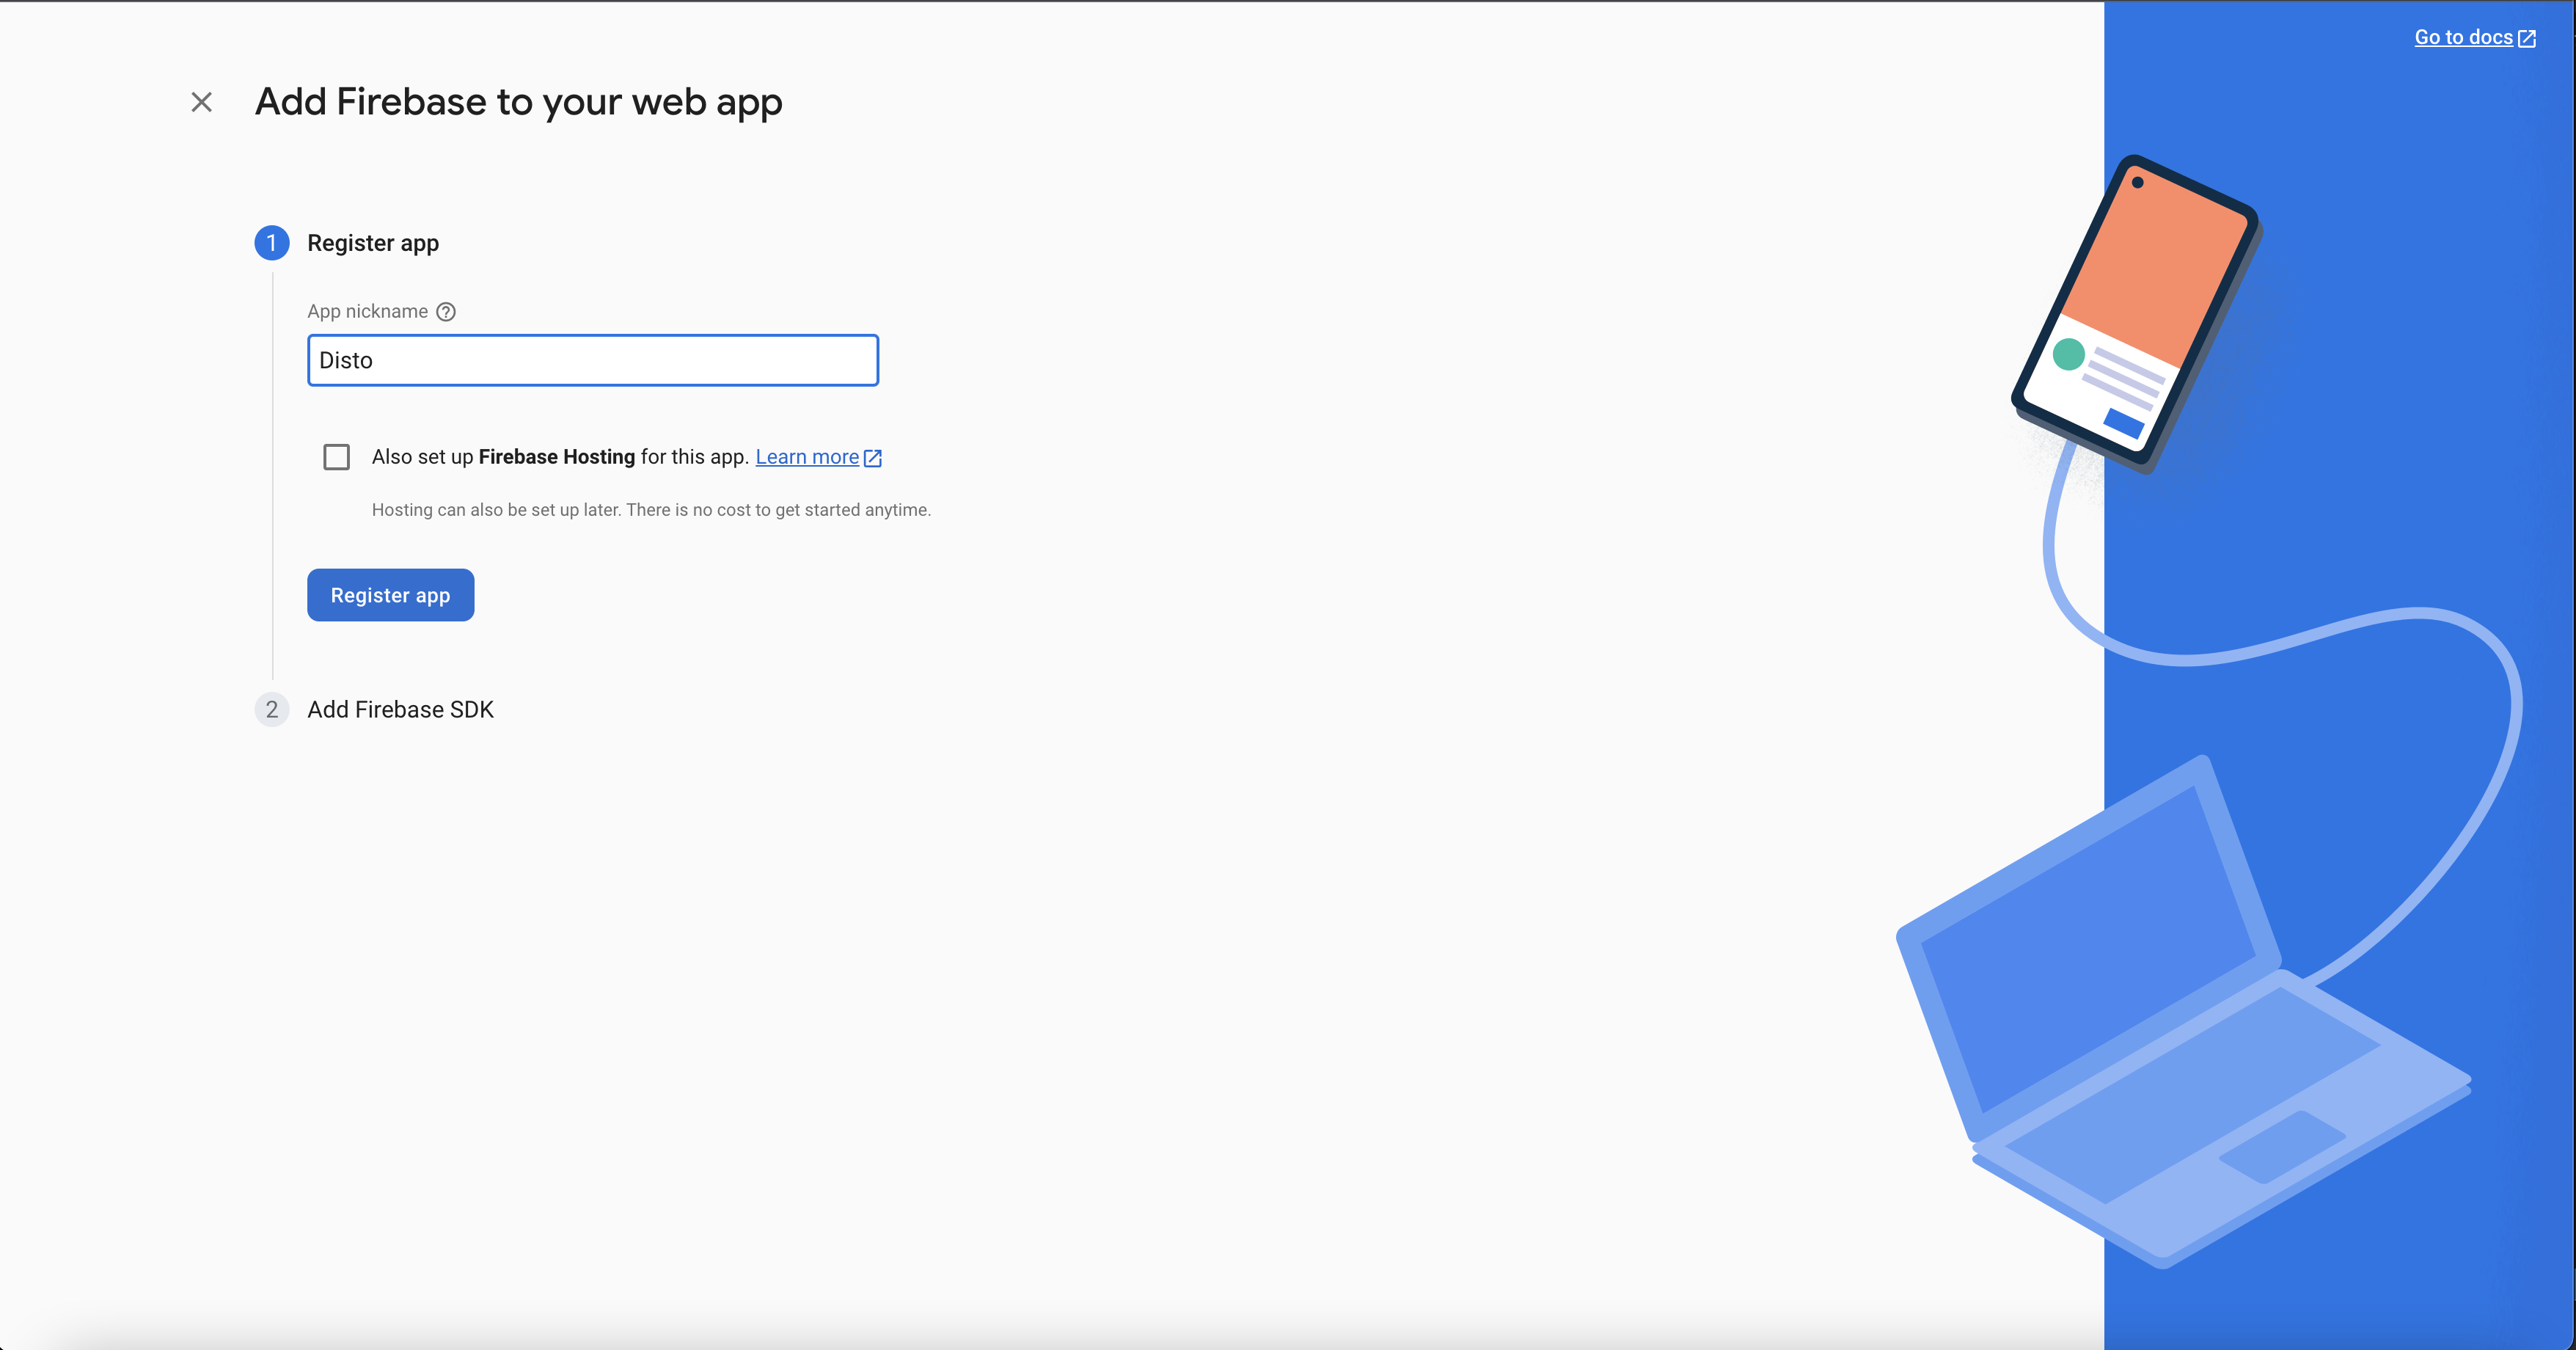 Go to docs
Add Firebase to your web app
1 Register app
App nickname
Disto
Also set up Firebase Hosting for this app. Learn more
Hosting can also be set up later. There is no cost to get started anytime.
Register app
2 Add Firebase SDK